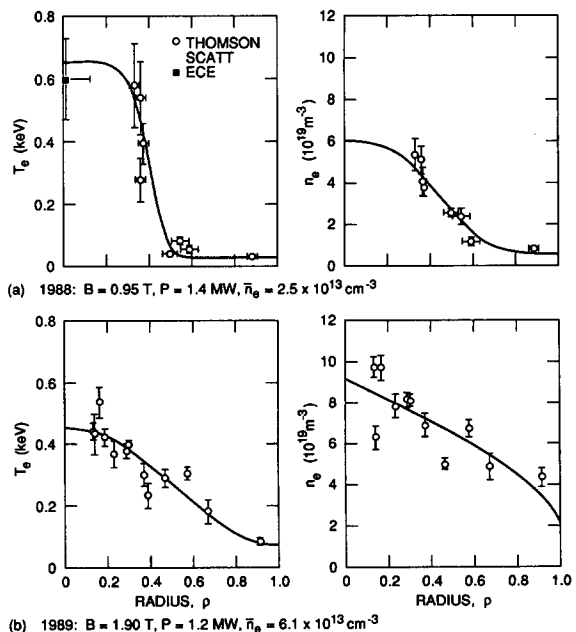 (a)
0.8
0.6
0.4
0.2
0
T_e (keV)
○ THOMSON
SCATT
■ ECE
12
10
8
6
4
2
0
n_e (10^19 m^-3)
(a) 1988: B = 0.95 T, P = 1.4 MW, n̄_e = 2.5 x 10^13 cm^-3
0.8
0.6
0.4
0.2
0
T_e (keV)
0 0.2 0.4 0.6 0.8 1.0
RADIUS, ρ
12
10
8
6
4
2
0
n_e (10^19 m^-3)
0 0.2 0.4 0.6 0.8 1.0
RADIUS, ρ
(b) 1989: B = 1.90 T, P = 1.2 MW, n̄_e = 6.1 x 10^13 cm^-3